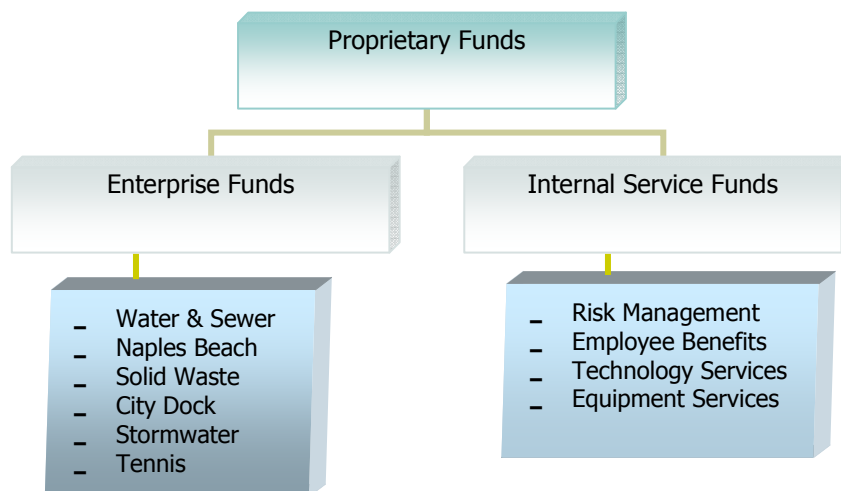 Proprietary Funds
Enterprise Funds
Internal Service Funds
– Water & Sewer
– Naples Beach
– Solid Waste
– City Dock
– Stormwater
– Tennis
– Risk Management
– Employee Benefits
– Technology Services
– Equipment Services